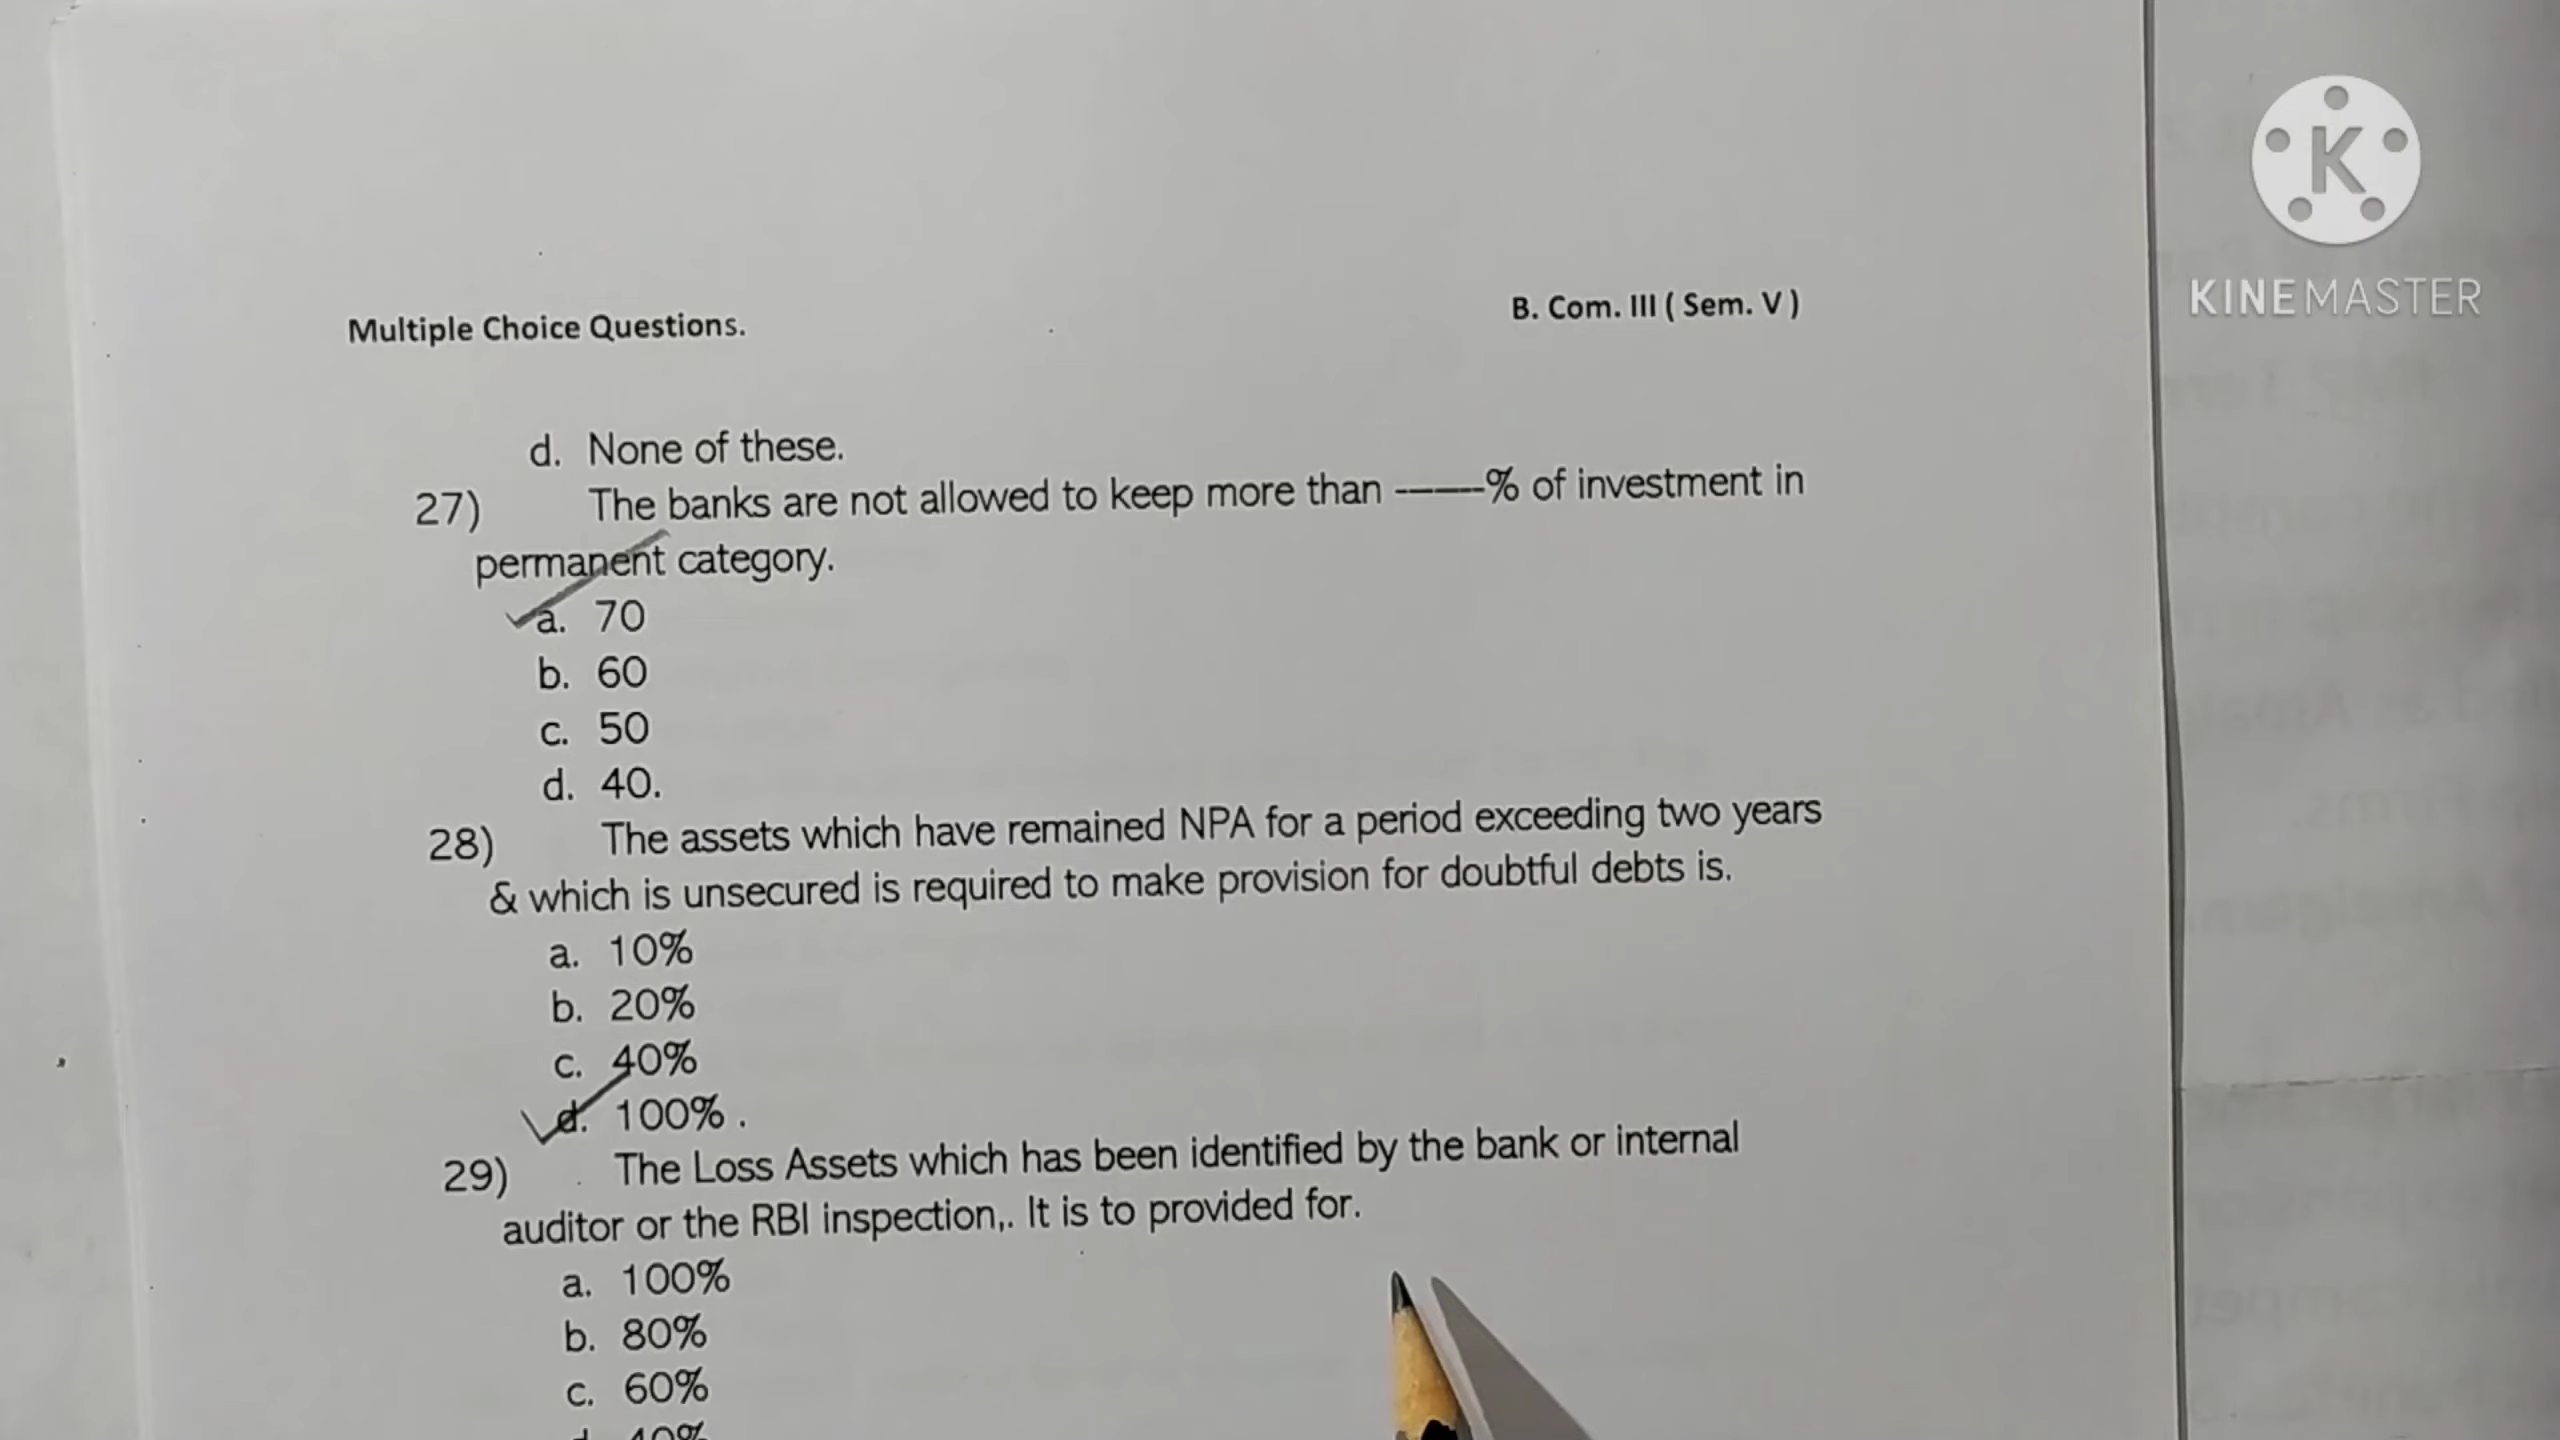 K
KINEMASTER
Multiple Choice Questions.
B. Com. III ( Sem. V )
d. None of these.
27) The banks are not allowed to keep more than ------% of investment in
permanent category.
a. 70
b. 60
c. 50
d. 40.
28) The assets which have remained NPA for a period exceeding two years
& which is unsecured is required to make provision for doubtful debts is.
a. 10%
b. 20%
c. 40%
d. 100% .
29) The Loss Assets which has been identified by the bank or internal
auditor or the RBI inspection,. It is to provided for.
a. 100%
b. 80%
c. 60%
d. 40%